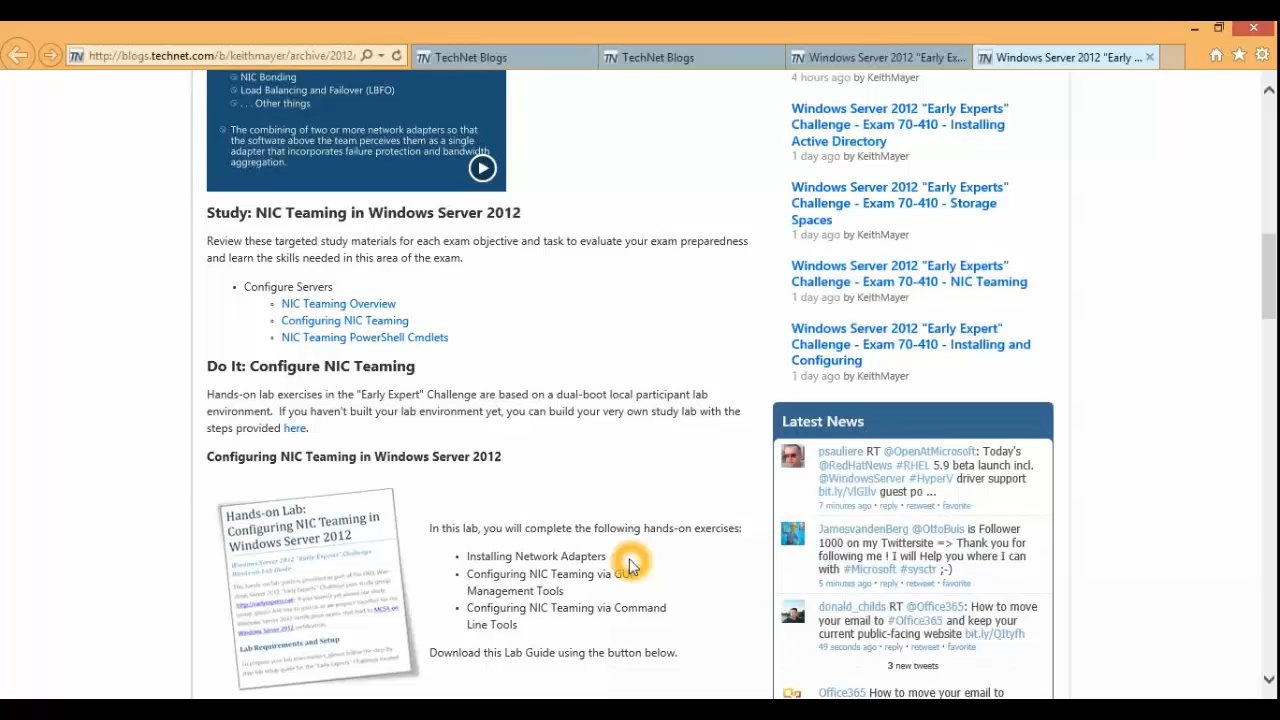 http://blogs.technet.com/b/keithmayer/archive/2012/
TechNet Blogs
TechNet Blogs
Windows Server 2012 "Early Ex...
Windows Server 2012 "Early ...
NIC Bonding
Load Balancing and Failover (LBFO)
. . . Other things
The combining of two or more network adapters so that
the software above the team perceives them as a single
adapter that incorporates failure protection and bandwidth
aggregation.
Study: NIC Teaming in Windows Server 2012
Review these targeted study materials for each exam objective and task to evaluate your exam preparedness
and learn the skills needed in this area of the exam.
Configure Servers
NIC Teaming Overview
Configuring NIC Teaming
NIC Teaming PowerShell Cmdlets
Do It: Configure NIC Teaming
Hands-on lab exercises in the "Early Expert" Challenge are based on a dual-boot local participant lab
environment. If you haven't built your lab environment yet, you can build your very own study lab with the
steps provided here.
Configuring NIC Teaming in Windows Server 2012
Hands-on Lab:
Configuring NIC Teaming in
Windows Server 2012
Windows Server 2012 "Early Experts" Challenge
Lab Requirements and Setup
In this lab, you will complete the following hands-on exercises:
Installing Network Adapters
Configuring NIC Teaming via GUI
Management Tools
Configuring NIC Teaming via Command
Line Tools
Download this Lab Guide using the button below.
4 hours ago by KeithMayer
Windows Server 2012 "Early Experts"
Challenge - Exam 70-410 - Installing
Active Directory
1 day ago by KeithMayer
Windows Server 2012 "Early Experts"
Challenge - Exam 70-410 - Storage
Spaces
1 day ago by KeithMayer
Windows Server 2012 "Early Experts"
Challenge - Exam 70-410 - NIC Teaming
1 day ago by KeithMayer
Windows Server 2012 "Early Expert"
Challenge - Exam 70-410 - Installing and
Configuring
1 day ago by KeithMayer
Latest News
psauliere RT @OpenAtMicrosoft: Today's
@RedHatNews #RHEL 5.9 beta launch incl.
@WindowsServer #HyperV driver support
bit.ly/VlGIlv guest po ...
7 minutes ago • reply • retweet • favorite
JamesvandenBerg @OttoBuis is Follower
1000 on my Twittersite => Thank you for
following me ! I will Help you where I can
with #Microsoft #sysctr ;-)
5 minutes ago • reply • retweet • favorite
donald_childs RT @Office365: How to move
your email to #Office365 and keep your
current public-facing website bit.ly/QItyfh
49 seconds ago • reply • retweet • favorite
3 new tweets
Office365 How to move your email to